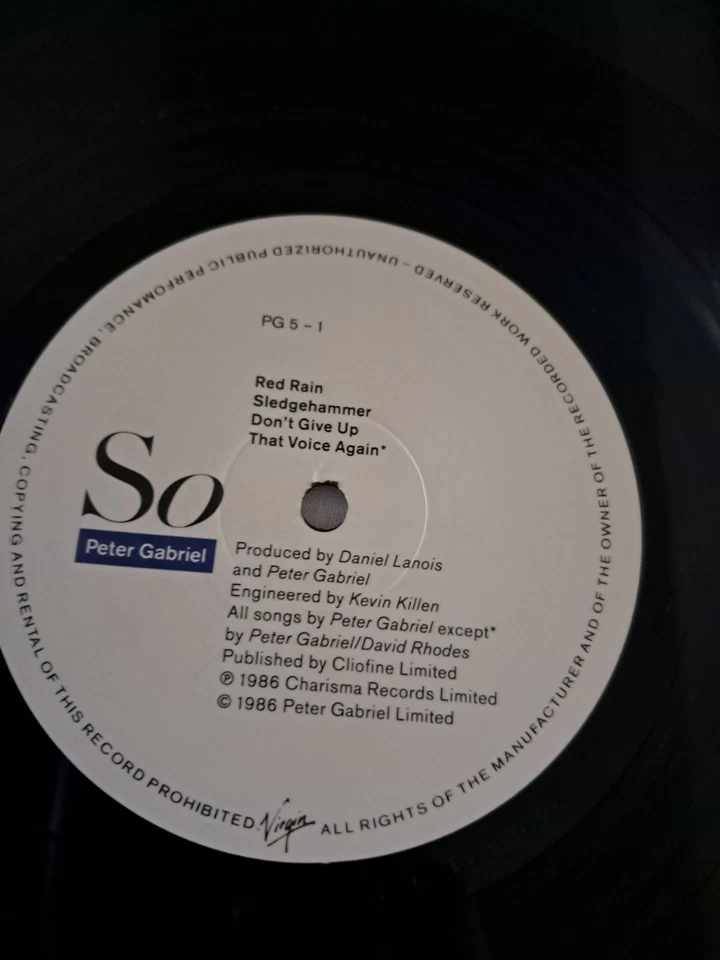 PG 5 – 1
Red Rain
Sledgehammer
Don't Give Up
That Voice Again*
So
Peter Gabriel
Produced by Daniel Lanois
and Peter Gabriel
Engineered by Kevin Killen
All songs by Peter Gabriel except*
by Peter Gabriel/David Rhodes
Published by Cliofine Limited
℗ 1986 Charisma Records Limited
© 1986 Peter Gabriel Limited
ALL RIGHTS OF THE MANUFACTURER AND OF THE OWNER OF THE RECORDED WORK RESERVED – UNAUTHORIZED PUBLIC PERFOMANCE, BROADCASTING, COPYING AND RENTAL OF THIS RECORD PROHIBITED.
Virgin